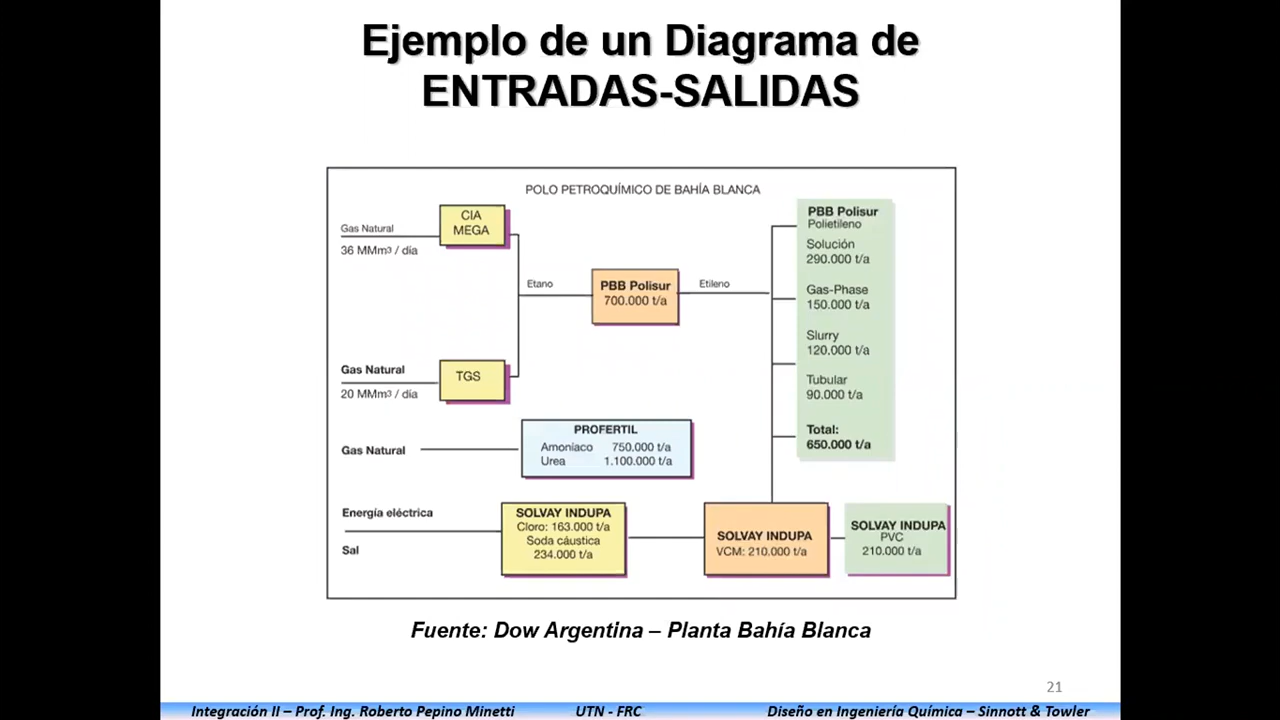 Ejemplo de un Diagrama de
ENTRADAS-SALIDAS
POLO PETROQUÍMICO DE BAHÍA BLANCA
Gas Natural
36 MMm³ / día
CIA
MEGA
Etano
PBB Polisur
700.000 t/a
Etileno
PBB Polisur
Polietileno
Solución
290.000 t/a
Gas-Phase
150.000 t/a
Slurry
120.000 t/a
Tubular
90.000 t/a
Total:
650.000 t/a
Gas Natural
20 MMm³ / día
TGS
Gas Natural
PROFERTIL
Amoníaco 750.000 t/a
Urea 1.100.000 t/a
Energía eléctrica
Sal
SOLVAY INDUPA
Cloro: 163.000 t/a
Soda cáustica
234.000 t/a
SOLVAY INDUPA
VCM: 210.000 t/a
SOLVAY INDUPA
PVC
210.000 t/a
Fuente: Dow Argentina – Planta Bahía Blanca
21
Integración II – Prof. Ing. Roberto Pepino Minetti UTN - FRC Diseño en Ingeniería Química – Sinnott & Towler